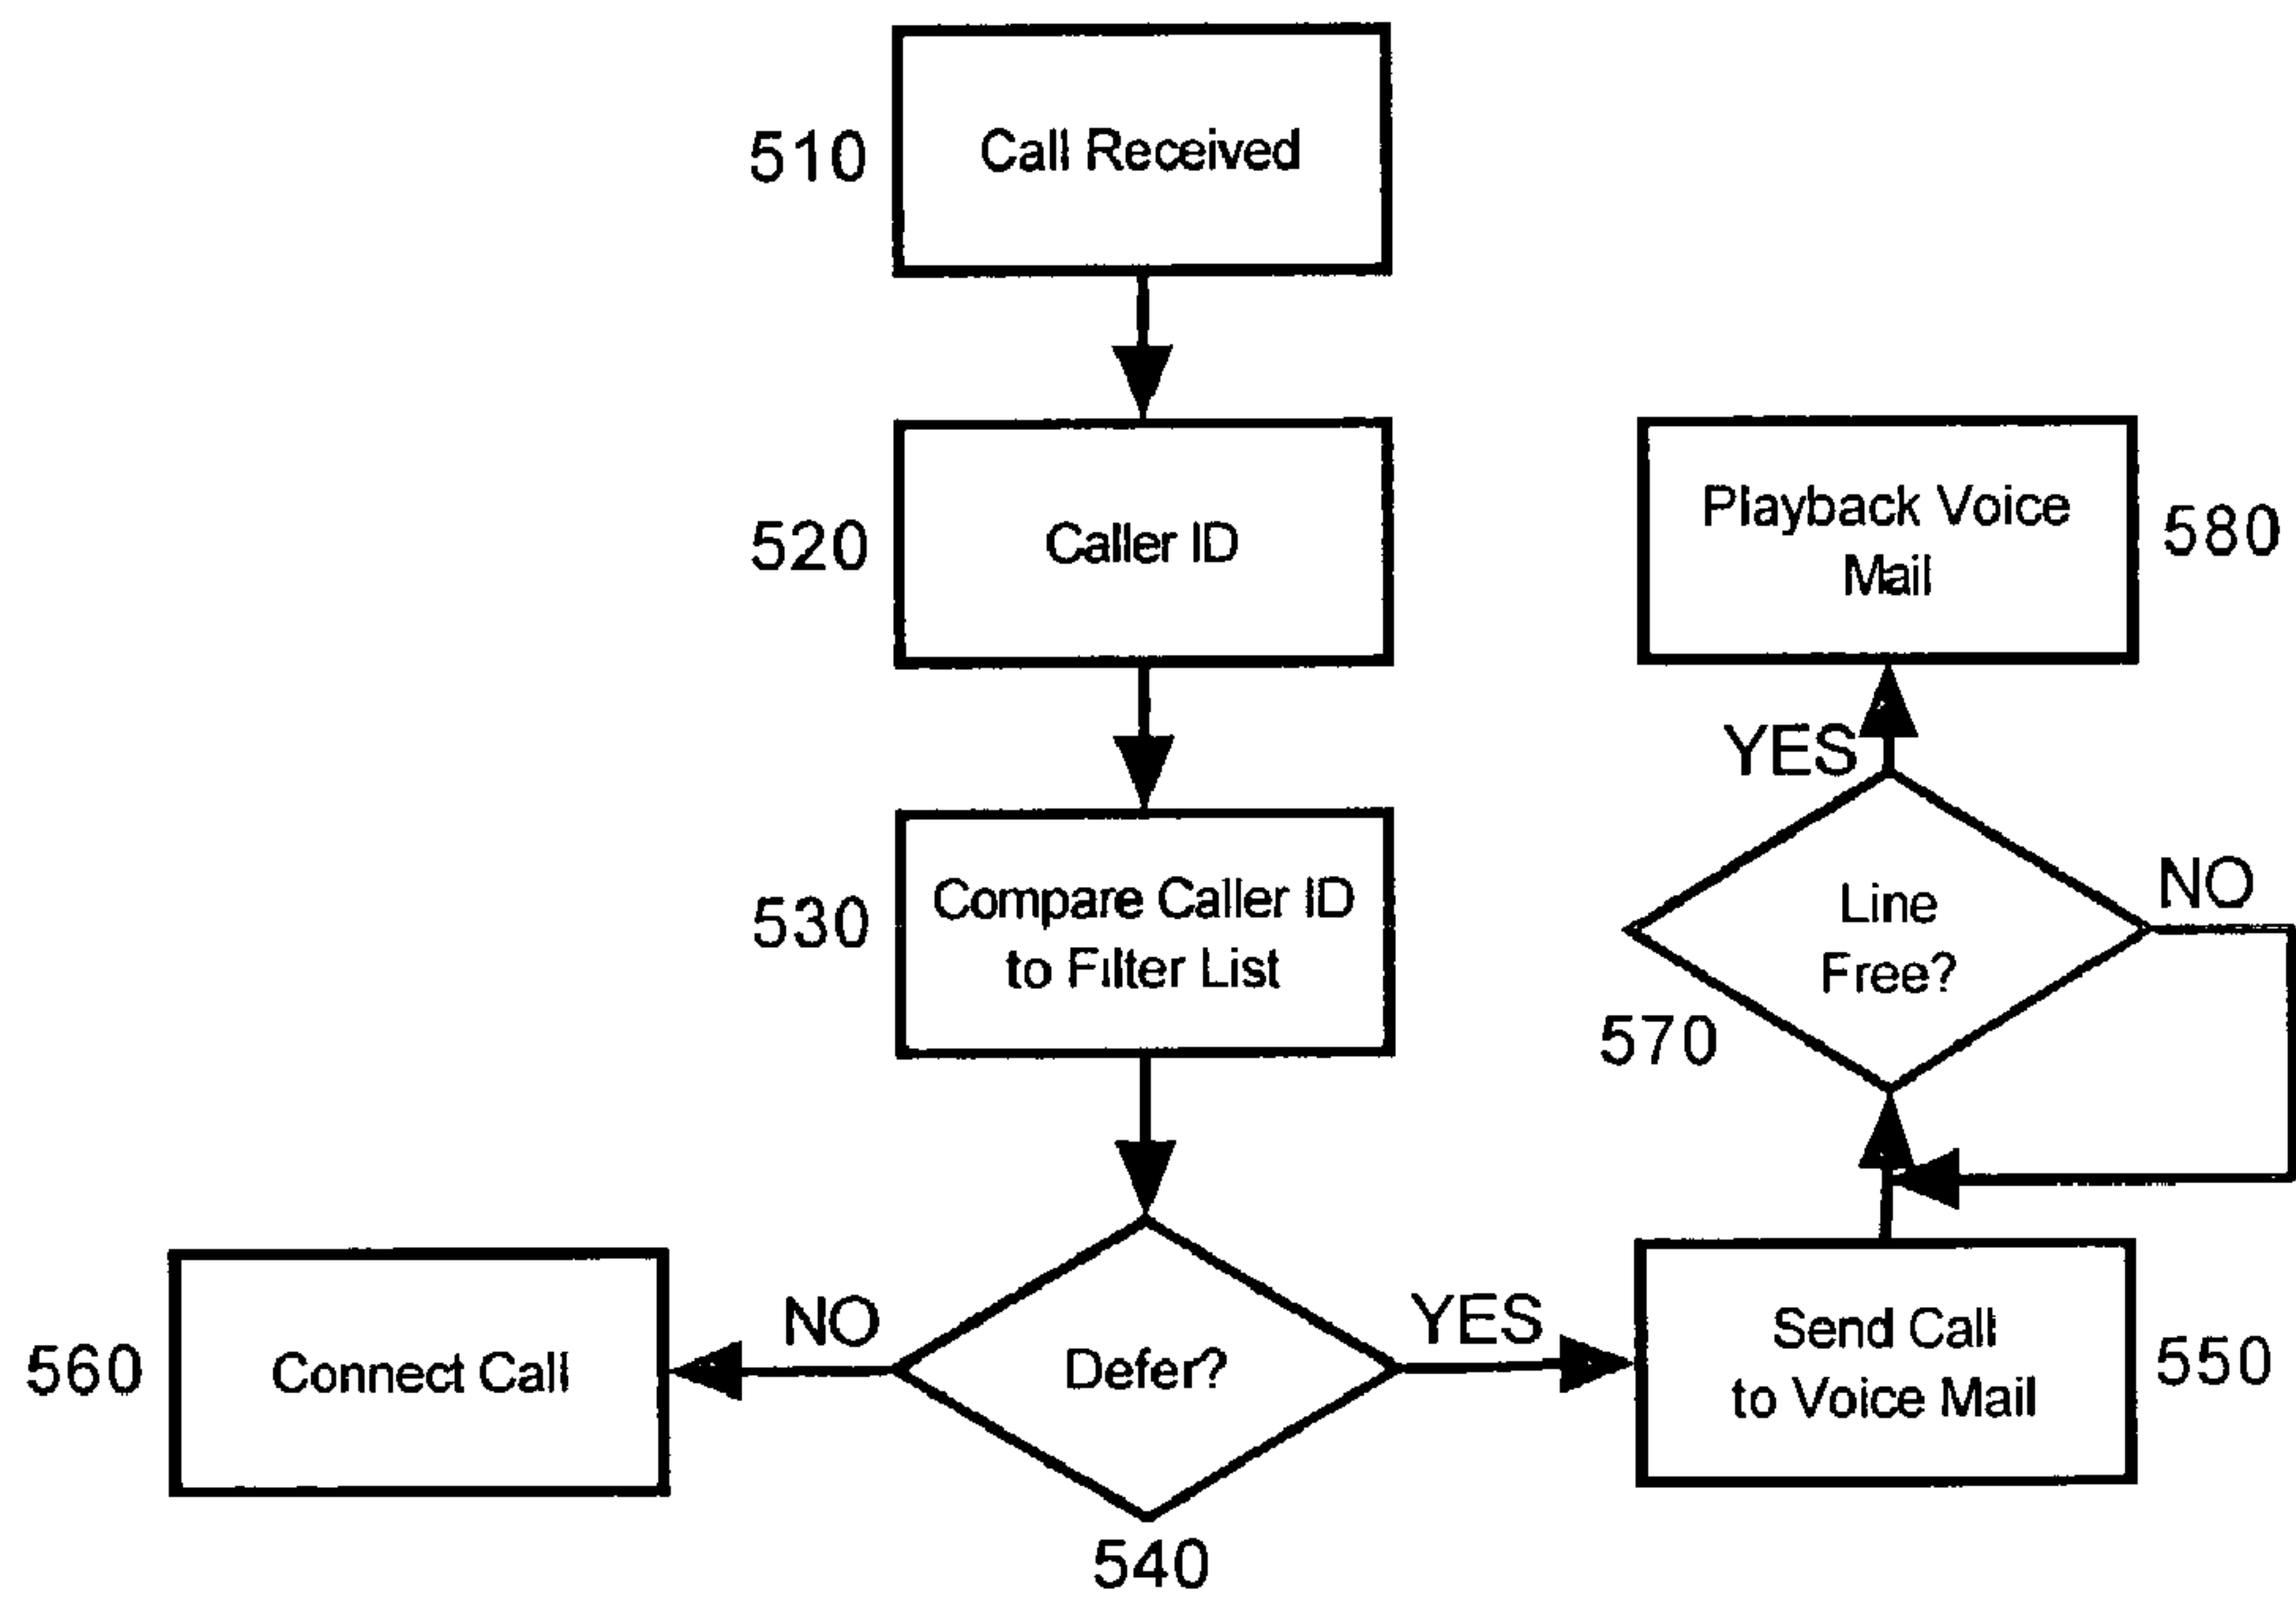 510
Call Received
520
Caller ID
Playback Voice
Mail
580
YES
530
Compare Caller ID
to Filter List
Line
Free?
NO
570
560
Connect Call
NO
Defer?
YES
Send Call
to Voice Mail
550
540